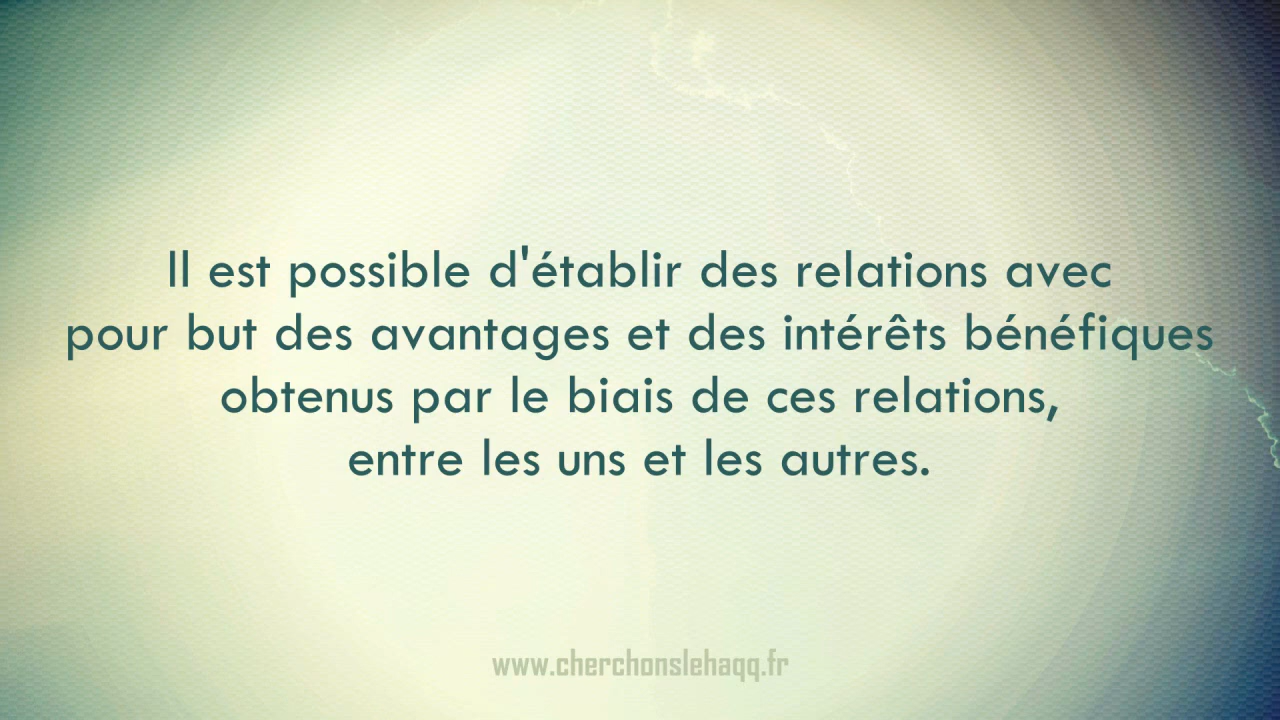 Il est possible d'établir des relations avec
pour but des avantages et des intérêts bénéfiques
obtenus par le biais de ces relations,
entre les uns et les autres.
www.cherchonslehaqq.fr